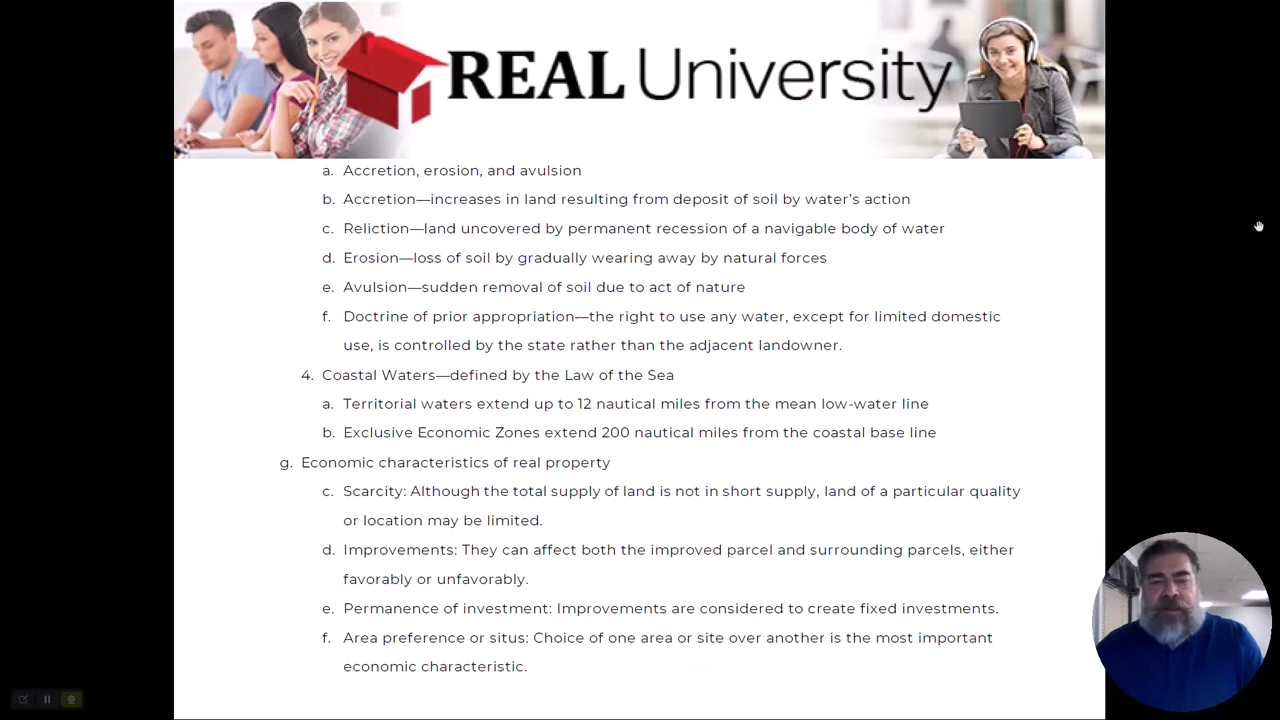 REAL University
a. Accretion, erosion, and avulsion
b. Accretion—increases in land resulting from deposit of soil by water’s action
c. Reliction—land uncovered by permanent recession of a navigable body of water
d. Erosion—loss of soil by gradually wearing away by natural forces
e. Avulsion—sudden removal of soil due to act of nature
f. Doctrine of prior appropriation—the right to use any water, except for limited domestic
use, is controlled by the state rather than the adjacent landowner.
4. Coastal Waters—defined by the Law of the Sea
a. Territorial waters extend up to 12 nautical miles from the mean low-water line
b. Exclusive Economic Zones extend 200 nautical miles from the coastal base line
g. Economic characteristics of real property
c. Scarcity: Although the total supply of land is not in short supply, land of a particular quality
or location may be limited.
d. Improvements: They can affect both the improved parcel and surrounding parcels, either
favorably or unfavorably.
e. Permanence of investment: Improvements are considered to create fixed investments.
f. Area preference or situs: Choice of one area or site over another is the most important
economic characteristic.